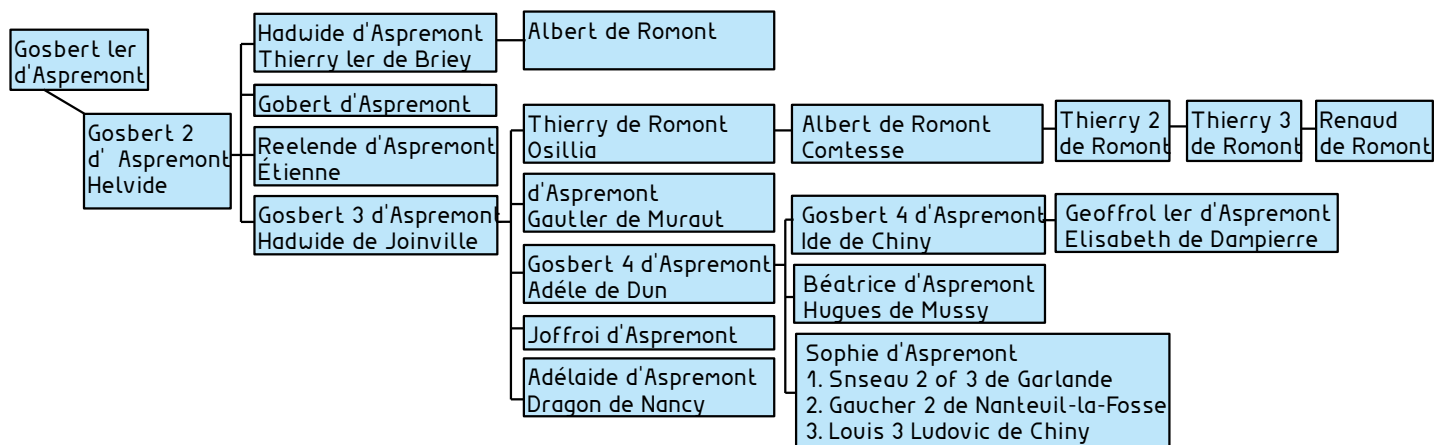 Gosbert ler
d'Aspremont
Gosbert 2
d' Aspremont
Helvide
Hadwide d'Aspremont
Thierry ler de Briey
Albert de Romont
Gobert d'Aspremont
Reelende d'Aspremont
Étienne
Gosbert 3 d'Aspremont
Hadwide de Joinville
Thierry de Romont
Osillia
Albert de Romont
Comtesse
Thierry 2
de Romont
Thierry 3
de Romont
Renaud
de Romont
d'Aspremont
Gautler de Muraut
Gosbert 4 d'Aspremont
Adéle de Dun
Gosbert 4 d'Aspremont
Ide de Chiny
Geoffrol ler d'Aspremont
Elisabeth de Dampierre
Béatrice d'Aspremont
Hugues de Mussy
Sophie d'Aspremont
1. Snseau 2 of 3 de Garlande
2. Gaucher 2 de Nanteuil-la-Fosse
3. Louis 3 Ludovic de Chiny
Joffroi d'Aspremont
Adélaide d'Aspremont
Dragon de Nancy